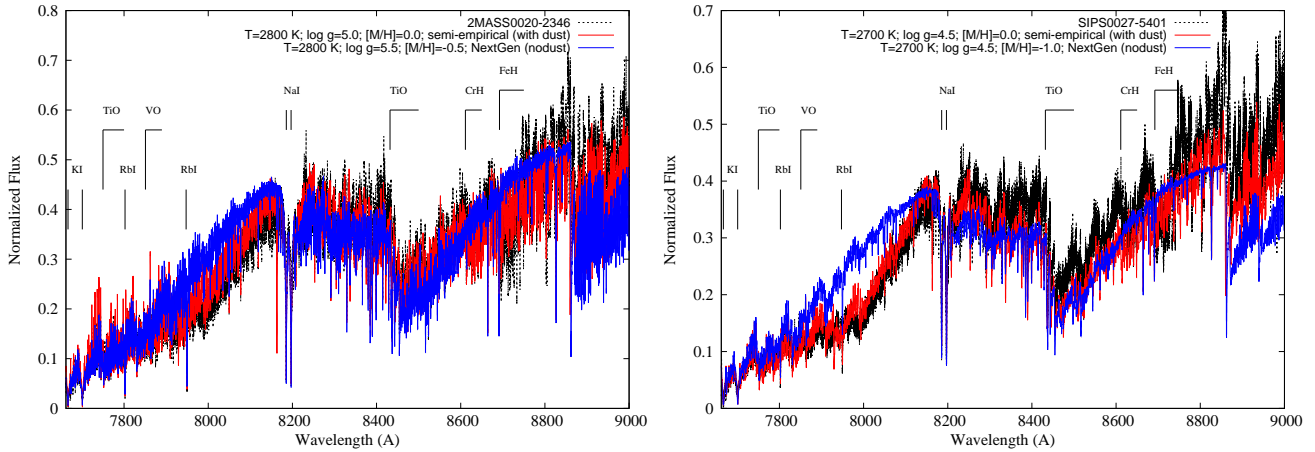 2MASS0020-2346
T=2800 K; log g=5.0; [M/H]=0.0; semi-empirical (with dust)
T=2800 K; log g=5.5; [M/H]=-0.5; NextGen (nodust)
FeH
NaI
TiO
CrH
TiO
VO
KI
RbI
RbI
0.8
0.7
0.6
0.5
0.4
0.3
0.2
0.1
0
Normalized Flux
7800
8000
8200
8400
8600
8800
9000
Wavelength (A)
SIPS0027-5401
T=2700 K; log g=4.5; [M/H]=0.0; semi-empirical (with dust)
T=2700 K; log g=4.5; [M/H]=-1.0; NextGen (nodust)
FeH
NaI
TiO
CrH
TiO
VO
KI
RbI
RbI
0.7
0.6
0.5
0.4
0.3
0.2
0.1
0
Normalized Flux
7800
8000
8200
8400
8600
8800
9000
Wavelength (A)